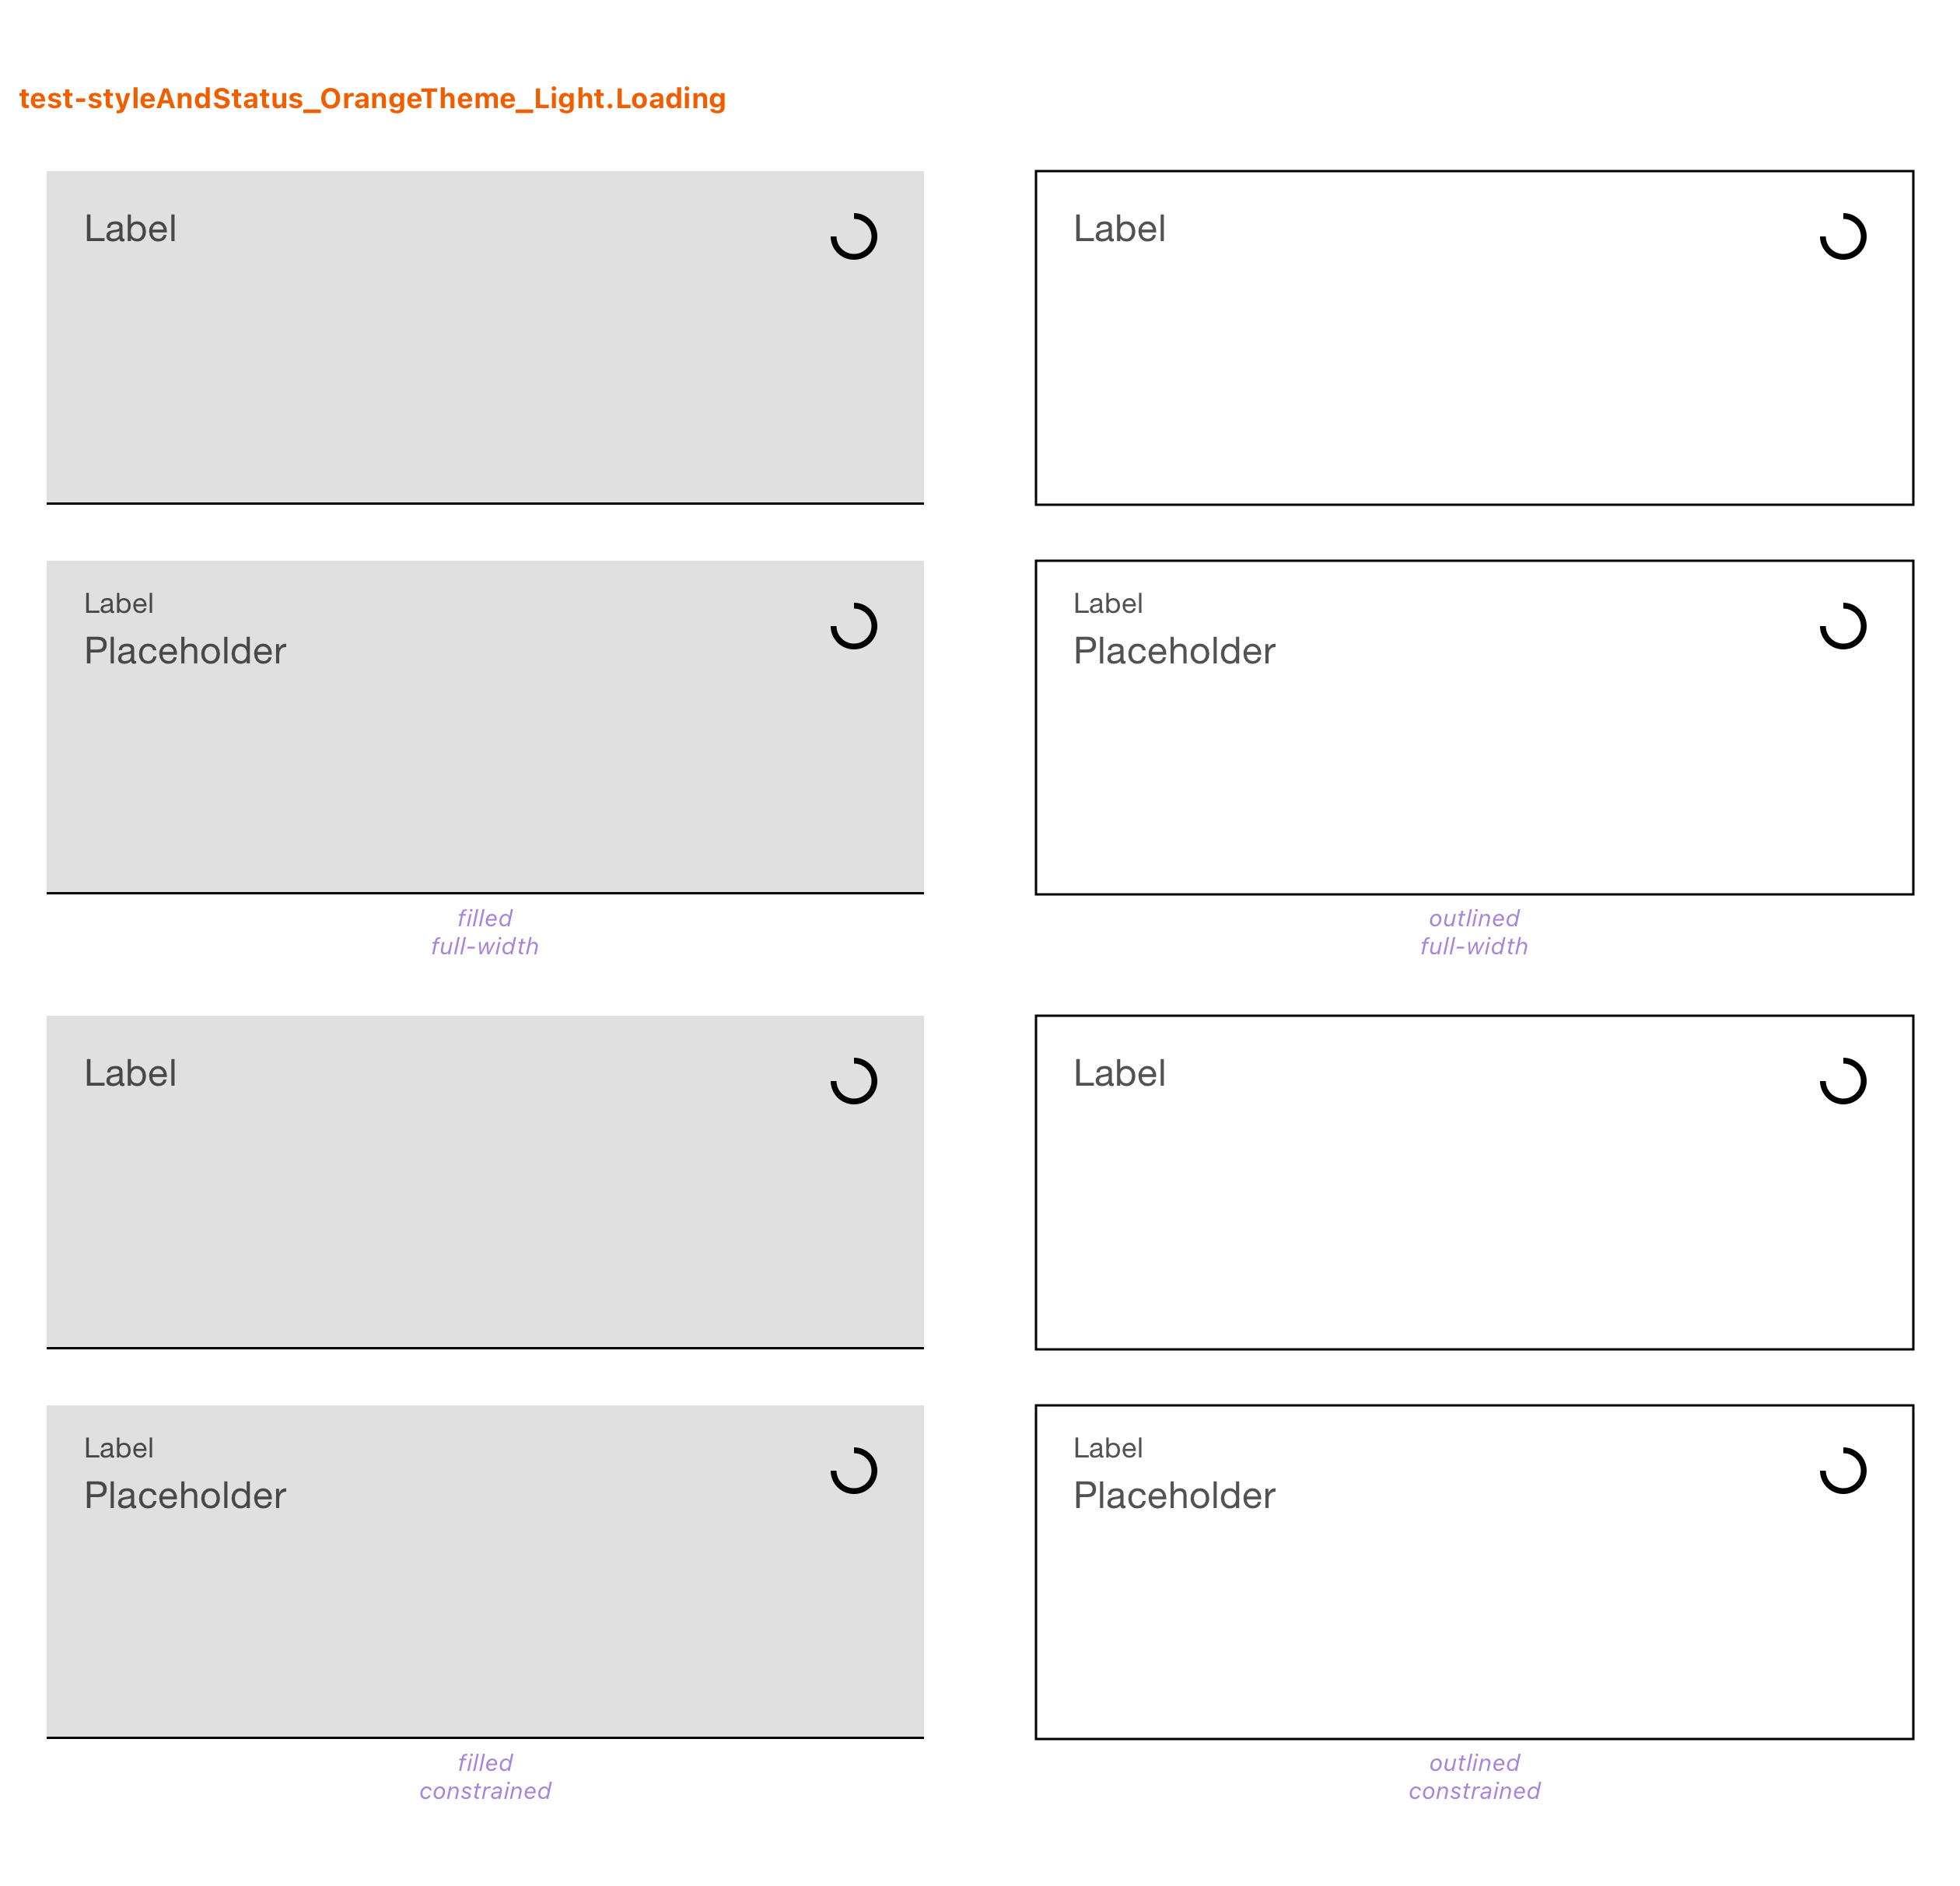 test-styleAndStatus_OrangeTheme_Light.Loading
Label
Label
Label
Placeholder
Label
Placeholder
filled
full-width
outlined
full-width
Label
Label
Label
Placeholder
Label
Placeholder
filled
constrained
outlined
constrained